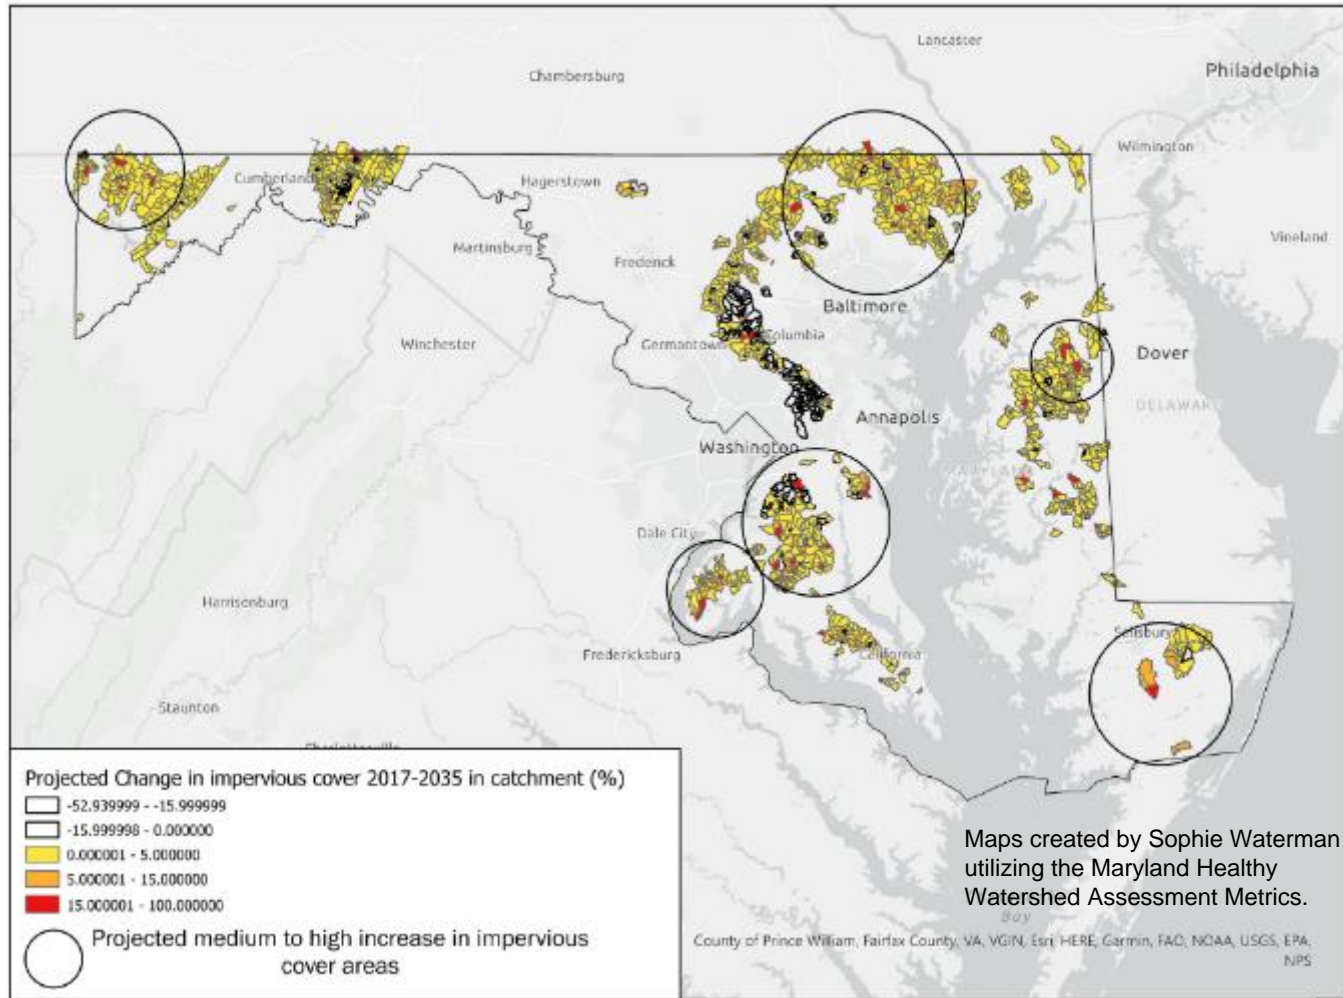 Lancaster
Philadelphia
Chambersburg
Wilmington
Cumberland
Hagerstown
Vineland
Martinsburg
Frederick
Baltimore
Columbia
Germantown
Winchester
Dover
DELAWARE
Annapolis
Washington
MARYLAND
Dale City
Harrisonburg
Salisbury
Fredericksburg
California
Staunton
Charlottesville
Projected Change in impervious cover 2017-2035 in catchment (%)
-52.939999 - -15.999999
-15.999998 - 0.000000
0.000001 - 5.000000
5.000001 - 15.000000
15.000001 - 100.000000
Projected medium to high increase in impervious
cover areas
Maps created by Sophie Waterman
utilizing the Maryland Healthy
Watershed Assessment Metrics.
Bay
County of Prince William, Fairfax County, VA, VGIN, Esri, HERE, Garmin, FAO, NOAA, USGS, EPA,
NPS